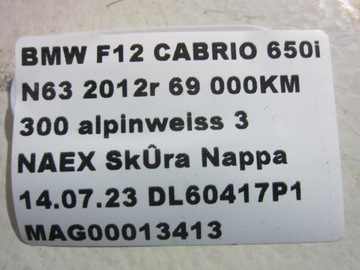 BMW F12 CABRIO 650i
N63 2012r 69 000KM
300 alpinweiss 3
NAEX SkÛra Nappa
14.07.23 DL60417P1
MAG00013413